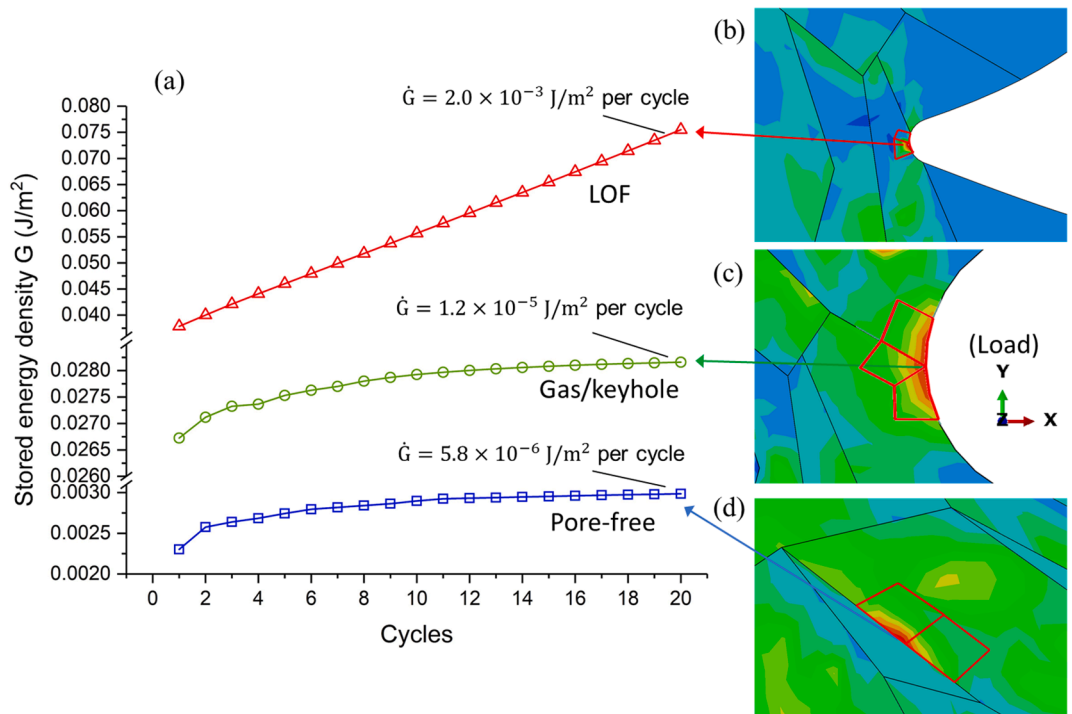 (a)
Stored energy density G (J/m²)
0.080
0.075
0.070
0.065
0.060
0.055
0.050
0.045
0.040
0.0280
0.0275
0.0270
0.0265
0.0260
0.0030
0.0025
0.0020
Ġ = 2.0 × 10⁻³ J/m² per cycle
LOF
Ġ = 1.2 × 10⁻⁵ J/m² per cycle
Gas/keyhole
Ġ = 5.8 × 10⁻⁶ J/m² per cycle
Pore-free
0 2 4 6 8 10 12 14 16 18 20
Cycles
(b)
(c)
(Load)
Y
Z X
(d)